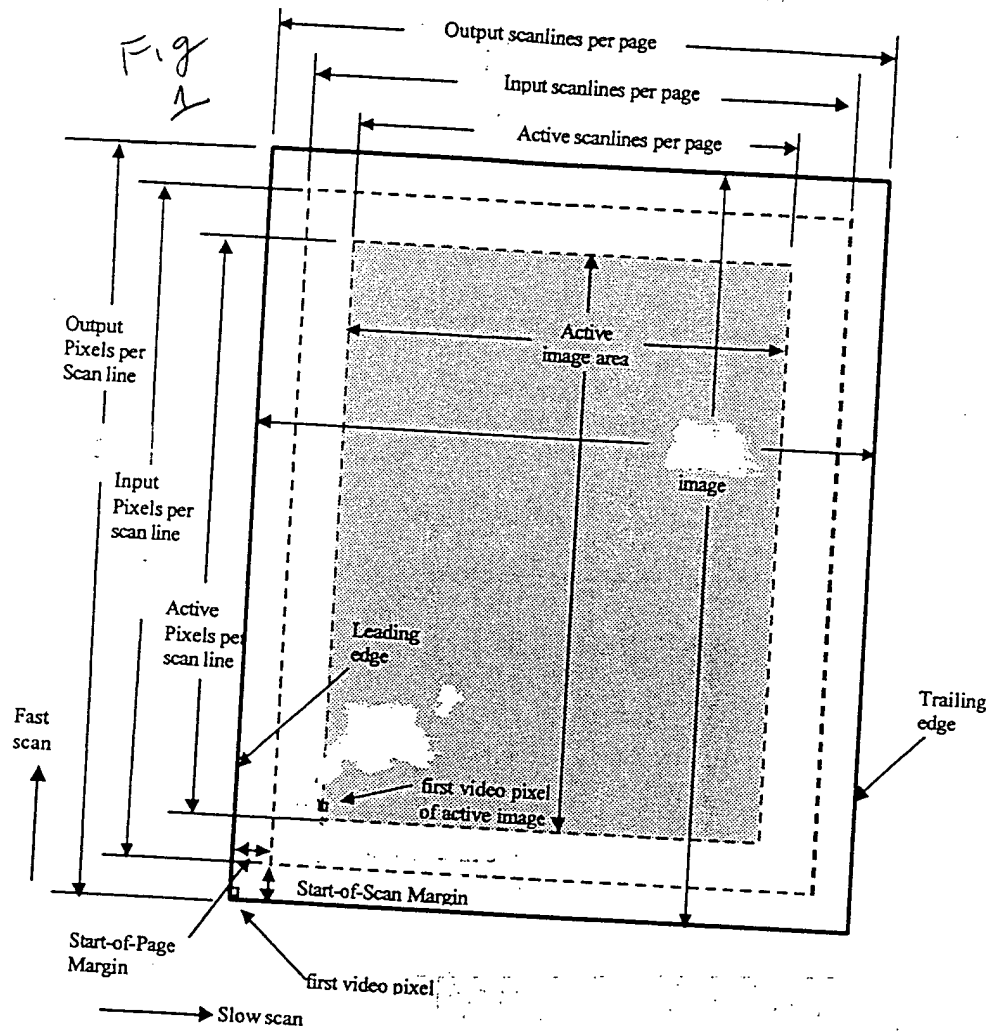 Fig
1
Output scanlines per page
Input scanlines per page
Active scanlines per page
Output
Pixels per
Scan line
Active
image area
Input
Pixels per
scan line
image
Active
Pixels per
scan line
Leading
edge
Trailing
edge
Fast
scan
first video pixel
of active image
Start-of-Scan Margin
Start-of-Page
Margin
first video pixel
Slow scan